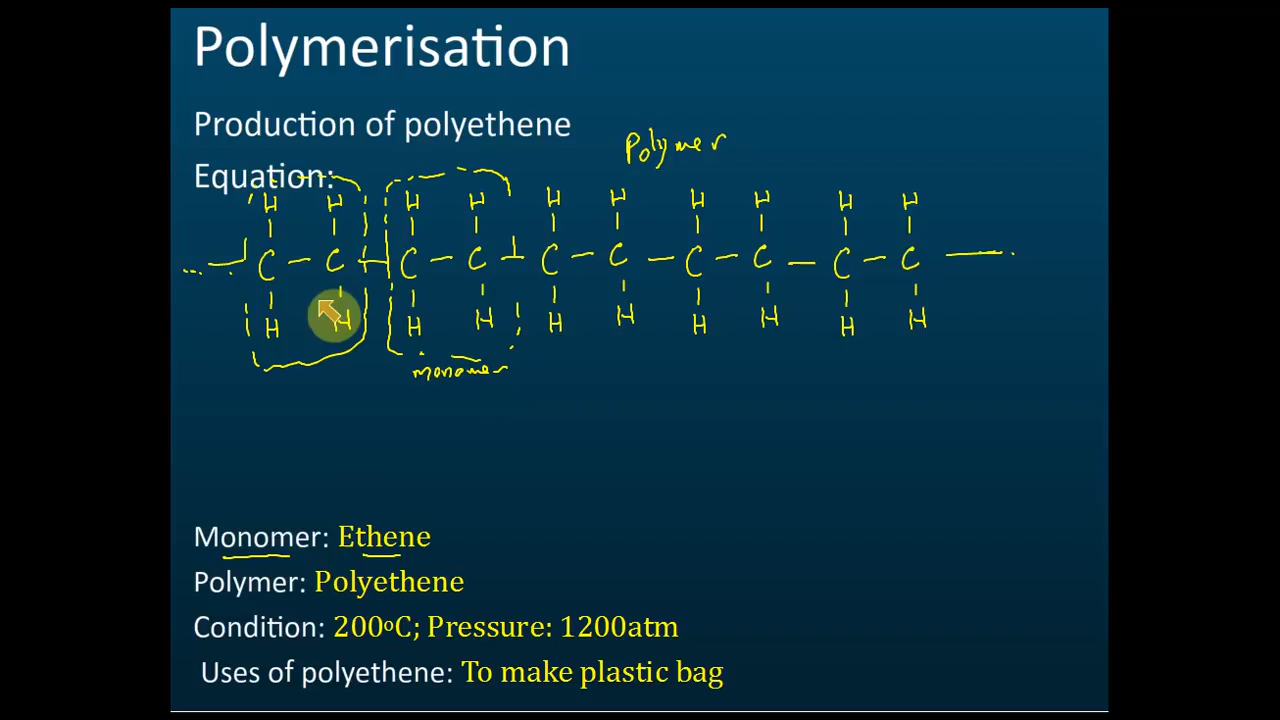 Polymerisation
Production of polyethene
Polymer
Equation:
H H H H H H H H H H
... — C — C — C — C — C — C — C — C — C — C —
H H H H H H H H H H
monomer
Monomer: Ethene
Polymer: Polyethene
Condition: 200°C; Pressure: 1200atm
Uses of polyethene: To make plastic bag